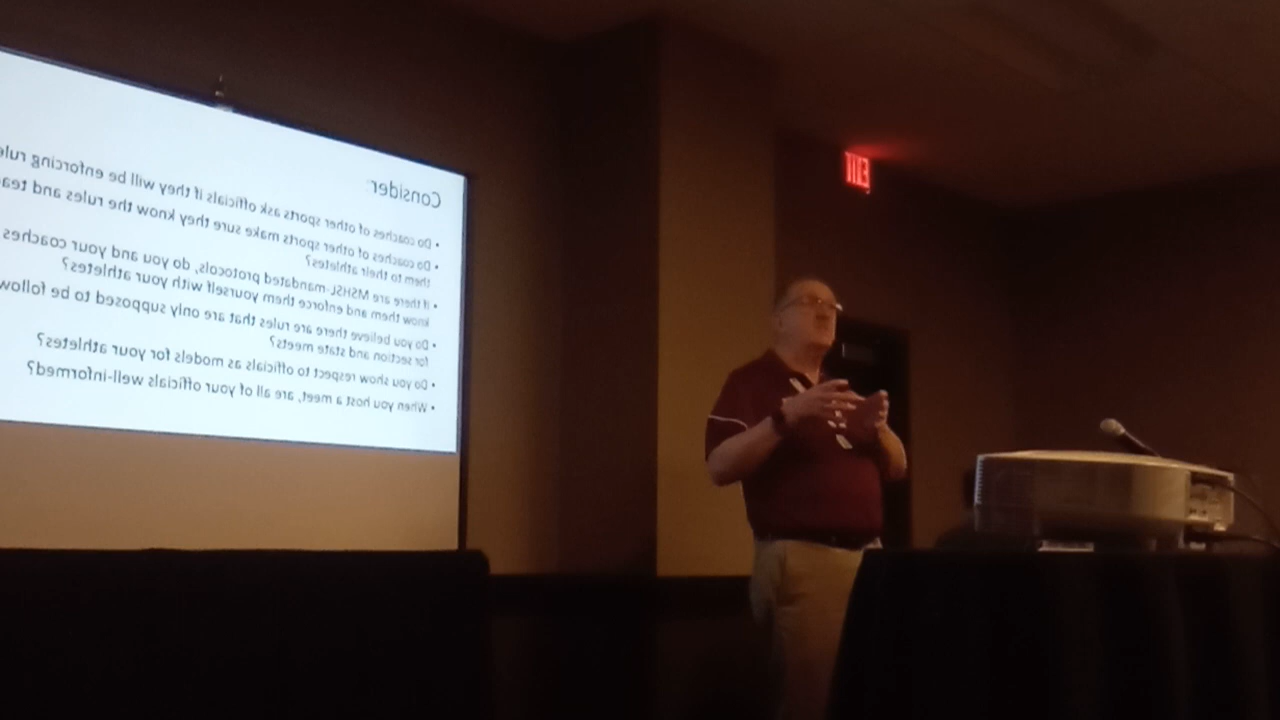 Consider:
• Do coaches of other sports ask officials if they will be enforcing
• Do coaches of other sports make sure they know the rules and
them to their athletes?
• If there are MSHSL-mandated protocols, do you and your coaches
know them and enforce them yourself with your athletes?
• Do you believe there are rules that are only supposed to be
for section and state meets?
• Do you show respect to officials as models for your athletes?
• When you host a meet, are all of your officials well-informed?
EXIT